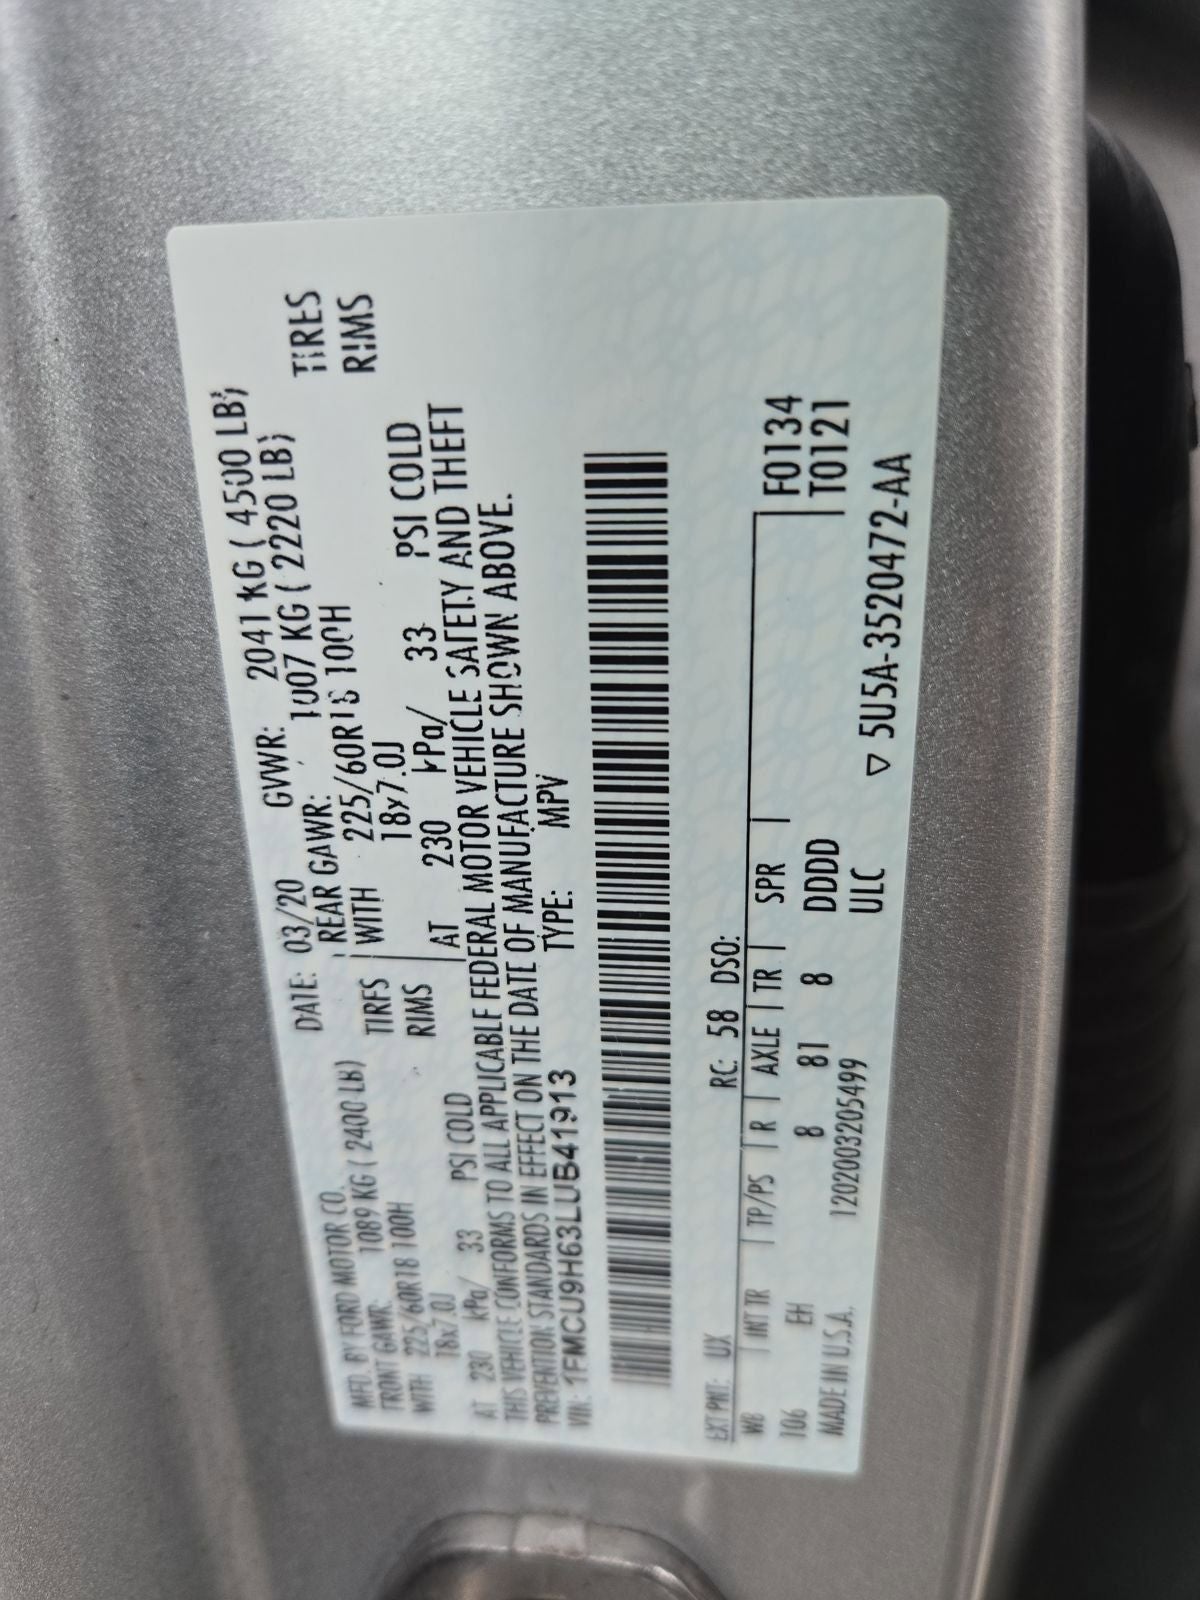 MFD. BY FORD MOTOR CO. DATE: 03/20 GVWR: 2041 KG ( 4500 LB)
FRONT GAWR: 1089 KG ( 2400 LB) REAR GAWR: 1007 KG ( 2220 LB)
WITH 225/60R18 100H TIRES WITH 225/60R18 100H TIRES
18x7.0J RIMS 18x7.0J RIMS
AT 230 kPa/ 33 PSI COLD AT 230 kPa/ 33 PSI COLD
THIS VEHICLE CONFORMS TO ALL APPLICABLE FEDERAL MOTOR VEHICLE SAFETY AND THEFT
PREVENTION STANDARDS IN EFFECT ON THE DATE OF MANUFACTURE SHOWN ABOVE.
VIN: 1FMCU9H63LUB41913 TYPE: MPV
EXT PNT: UX RC: 58 DSO:
WB | INT TR | TP/PS | R | AXLE | TR | SPR | F0134
106 EH 8 81 8 DDDD T0121
MADE IN U.S.A. 1202003205499 ULC ▽ 5U5A-3520472-AA